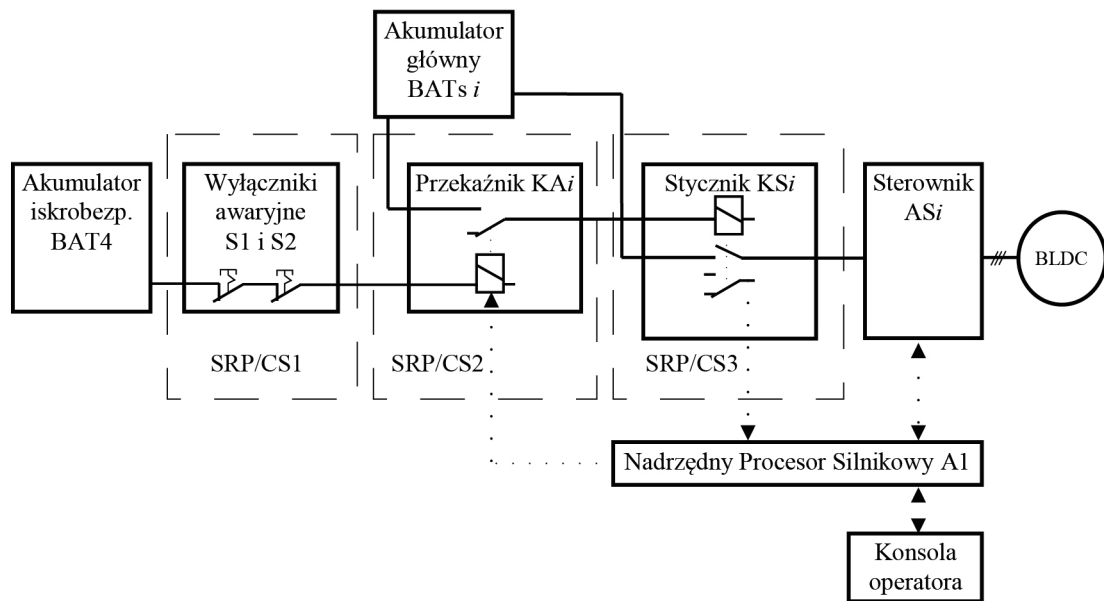 Akumulator
główny
BATs i
Akumulator
iskrobezp.
BAT4
Wyłączniki
awaryjne
S1 i S2
Przekaźnik KAi
Stycznik KSi
Sterownik
ASi
BLDC
SRP/CS1
SRP/CS2
SRP/CS3
Nadrzędny Procesor Silnikowy A1
Konsola
operatora